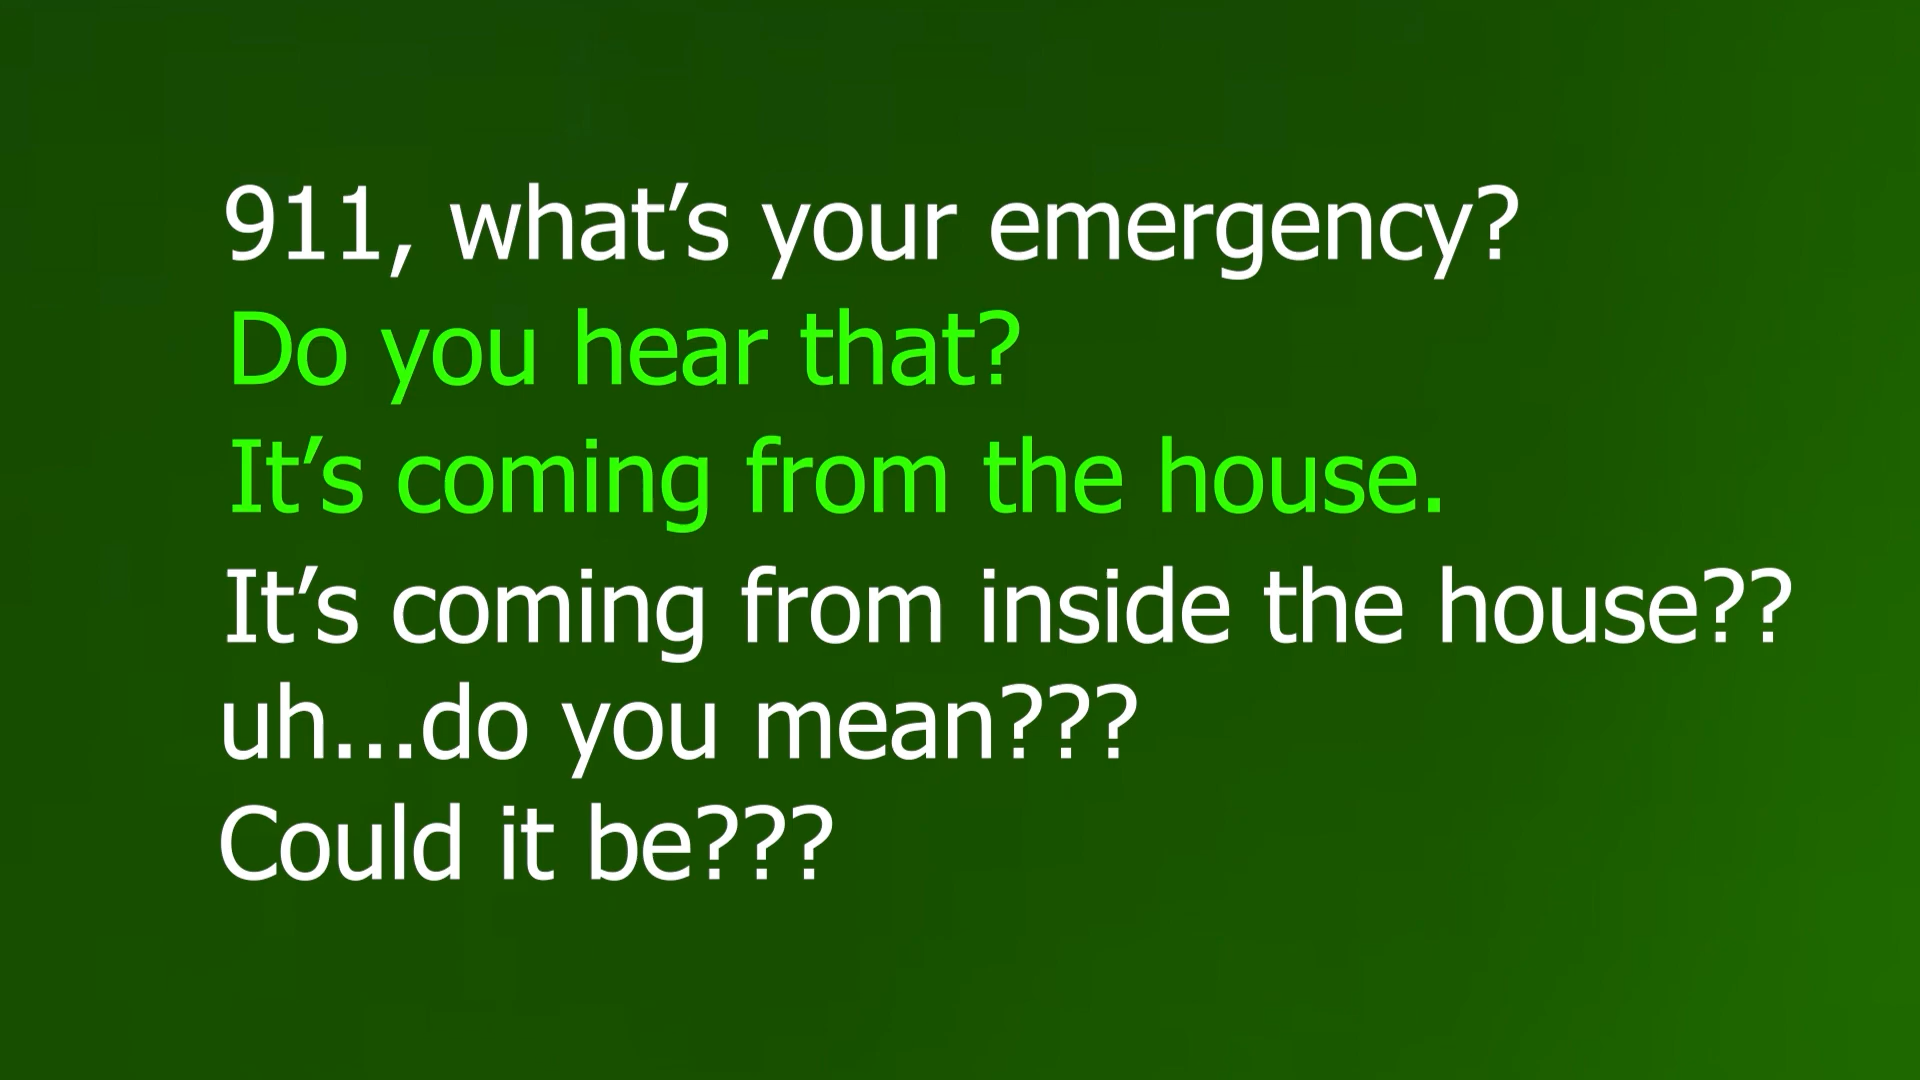 911, what’s your emergency?
Do you hear that?
It’s coming from the house.
It’s coming from inside the house??
uh...do you mean???
Could it be???